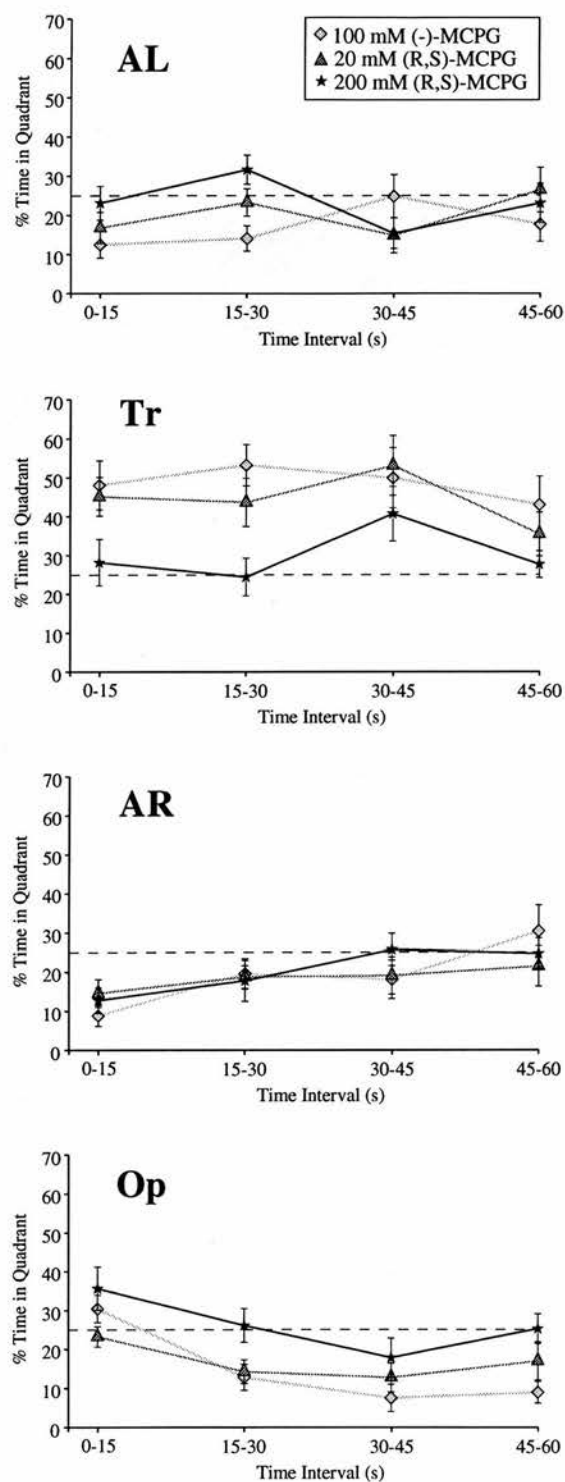 AL
100 mM (-)-MCPG
20 mM (R,S)-MCPG
200 mM (R,S)-MCPG
% Time in Quadrant
70
60
50
40
30
20
10
0
0-15 15-30 30-45 45-60
Time Interval (s)
Tr
% Time in Quadrant
70
60
50
40
30
20
10
0
0-15 15-30 30-45 45-60
Time Interval (s)
AR
% Time in Quadrant
70
60
50
40
30
20
10
0
0-15 15-30 30-45 45-60
Time Interval (s)
Op
% Time in Quadrant
70
60
50
40
30
20
10
0
0-15 15-30 30-45 45-60
Time Interval (s)